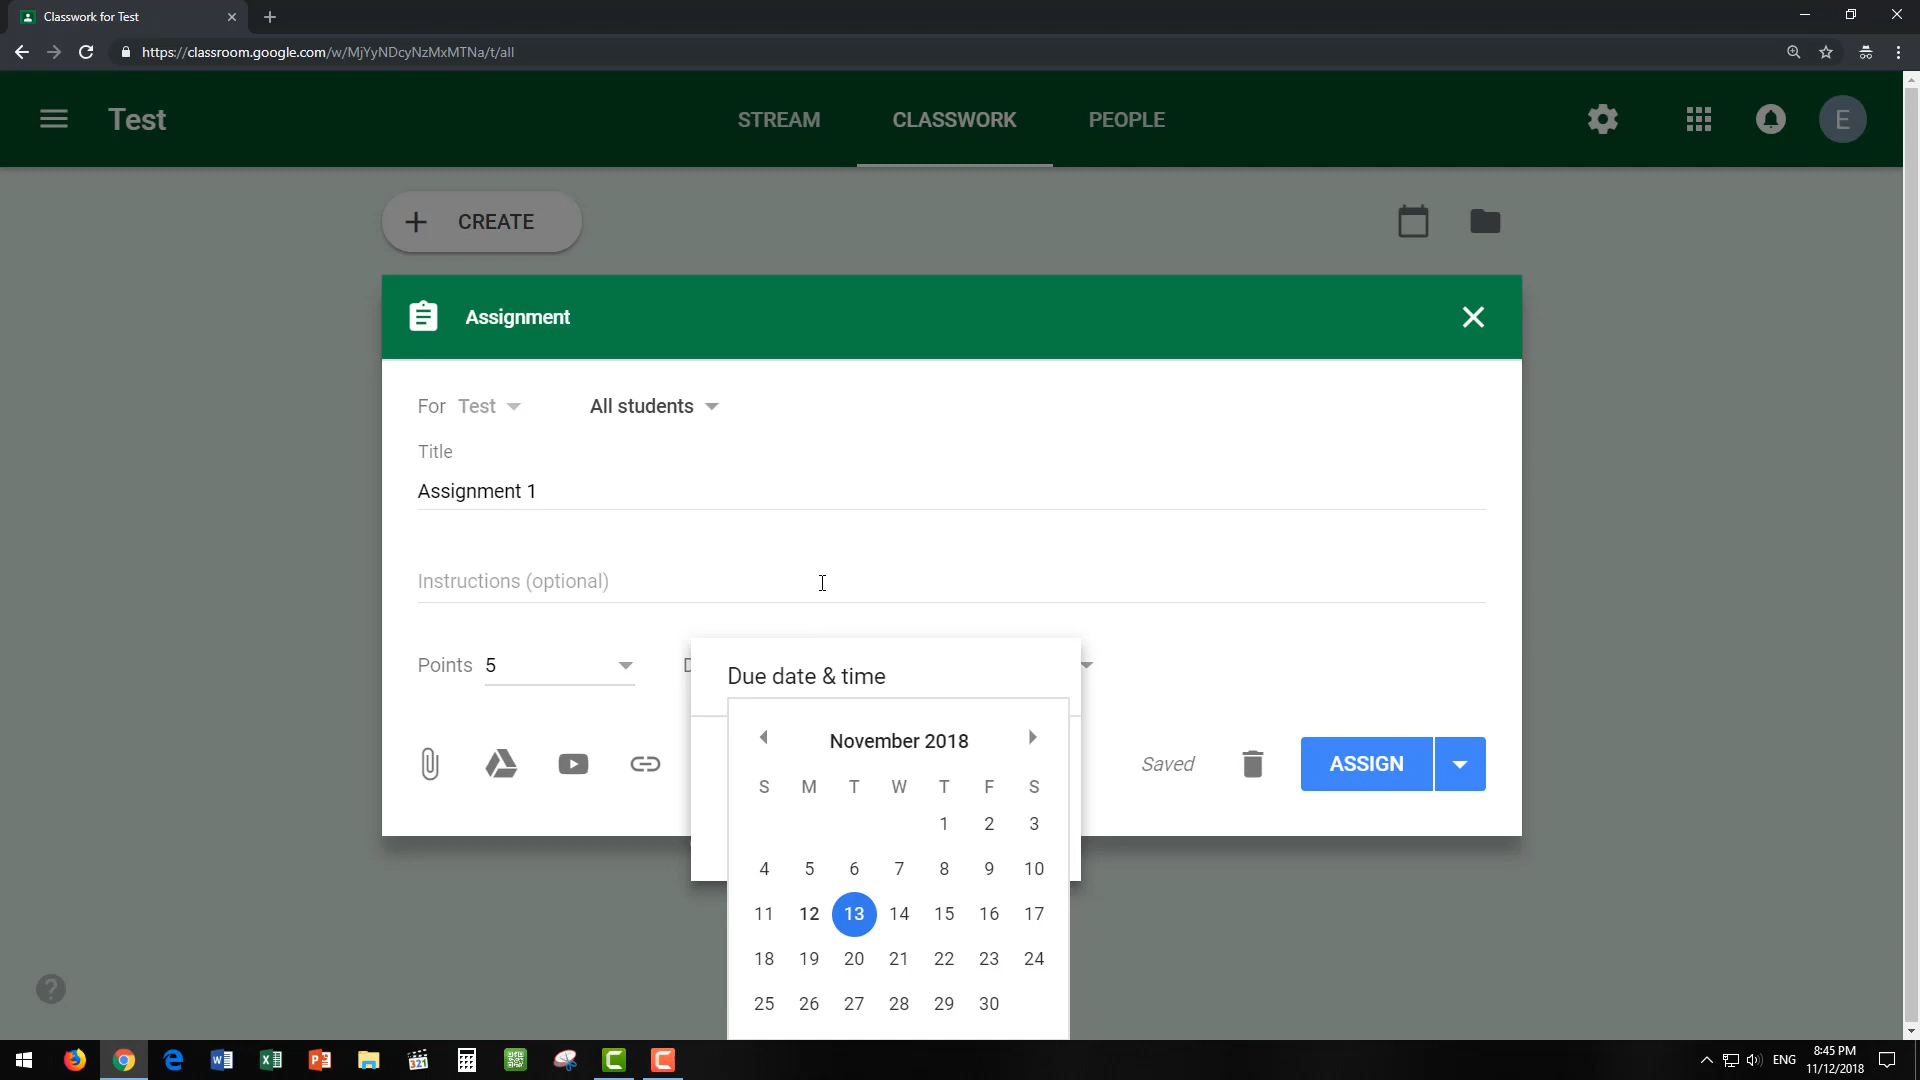 Classwork for Test
https://classroom.google.com/w/MjYyNDcyNzMxMTNa/t/all
Test
STREAM
CLASSWORK
PEOPLE
E
CREATE
Assignment
For Test
All students
Title
Assignment 1
Instructions (optional)
Points 5
D
Due date & time
November 2018
S M T W T F S
1 2 3
4 5 6 7 8 9 10
11 12 13 14 15 16 17
18 19 20 21 22 23 24
25 26 27 28 29 30
Saved
ASSIGN
?
321
ENG
8:45 PM
11/12/2018